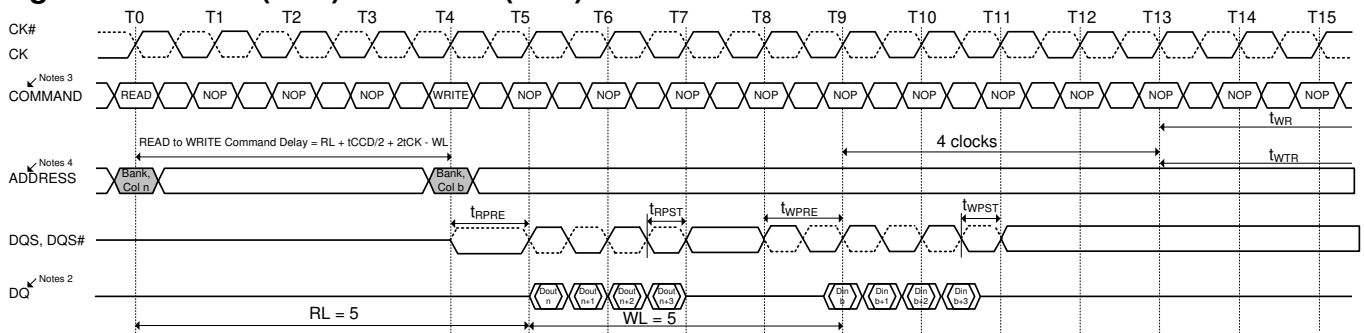 T0 T1 T2 T3 T4 T5 T6 T7 T8 T9 T10 T11 T12 T13 T14 T15
CK#
CK
Notes 3
COMMAND READ NOP NOP NOP WRITE NOP NOP NOP NOP NOP NOP NOP NOP NOP NOP NOP
tWR
READ to WRITE Command Delay = RL + tCCD/2 + 2tCK - WL
4 clocks
Notes 4
tWTR
ADDRESS
Bank, Col n
Bank, Col b
tRPRE tRPST tWPRE tWPST
DQS, DQS#
Notes 2
DQ
Dout n
Dout n+1
Dout n+2
Dout n+3
Din b
Din b+1
Din b+2
Din b+3
RL = 5 WL = 5